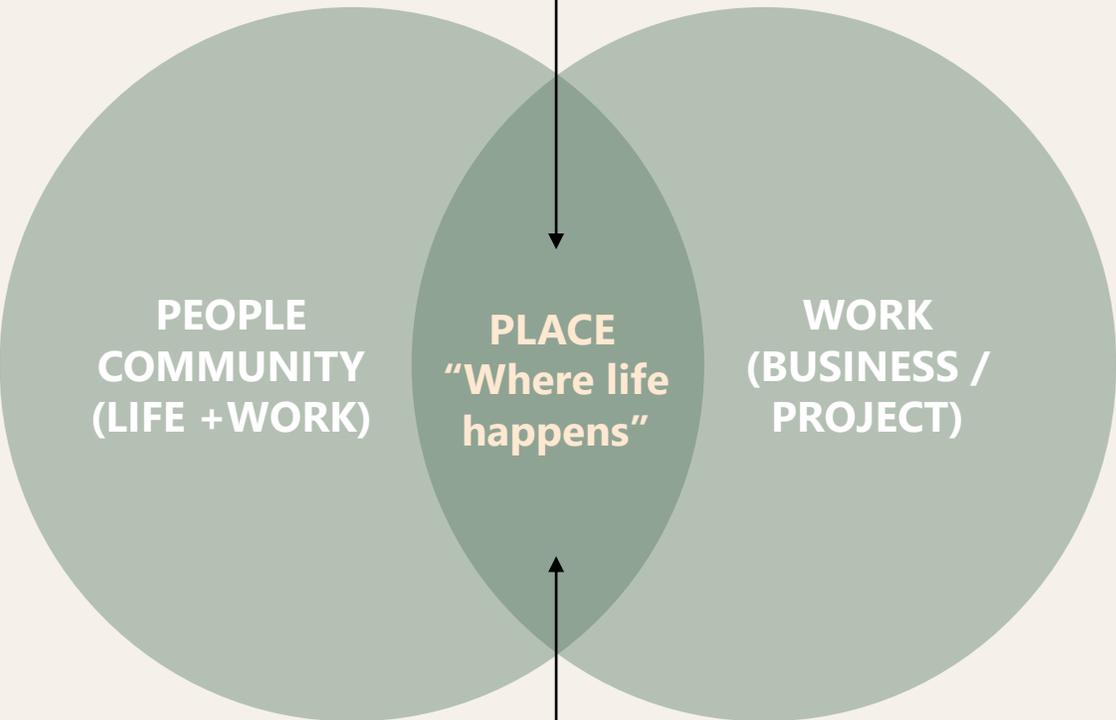 PEOPLE
COMMUNITY
(LIFE +WORK)
PLACE
“Where life
happens”
WORK
(BUSINESS /
PROJECT)